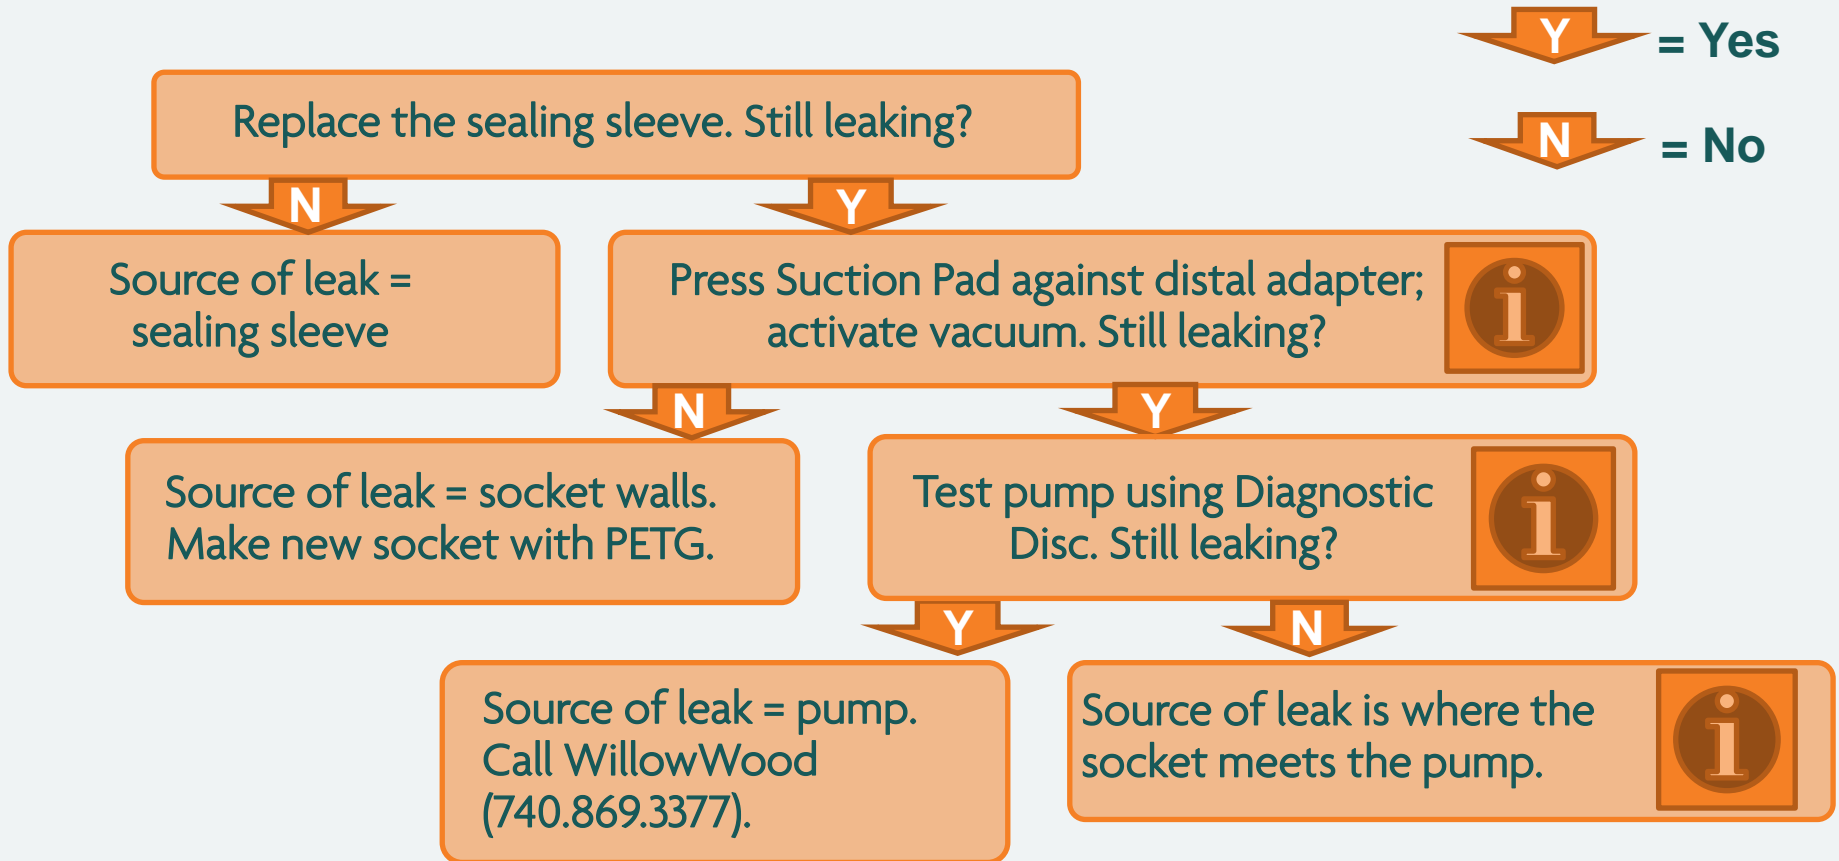 Y = Yes
N = No
Replace the sealing sleeve. Still leaking?
N
Y
Source of leak =
sealing sleeve
Press Suction Pad against distal adapter;
activate vacuum. Still leaking?
i
N
Y
Source of leak = socket walls.
Make new socket with PETG.
Test pump using Diagnostic
Disc. Still leaking?
i
Y
N
Source of leak = pump.
Call WillowWood
(740.869.3377).
Source of leak is where the
socket meets the pump.
i